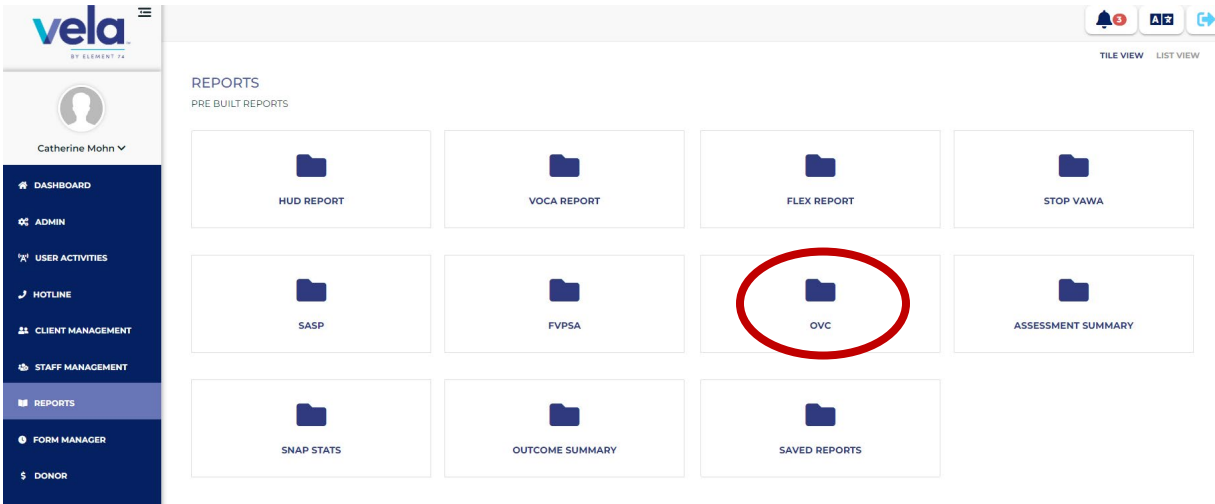 vela
BY ELEMENT 74
3
A
TILE VIEW LIST VIEW
REPORTS
PRE BUILT REPORTS
Catherine Mohn
DASHBOARD
ADMIN
USER ACTIVITIES
HOTLINE
CLIENT MANAGEMENT
STAFF MANAGEMENT
REPORTS
FORM MANAGER
$ DONOR
HUD REPORT
VOCA REPORT
FLEX REPORT
STOP VAWA
SASP
FVPSA
OVC
ASSESSMENT SUMMARY
SNAP STATS
OUTCOME SUMMARY
SAVED REPORTS